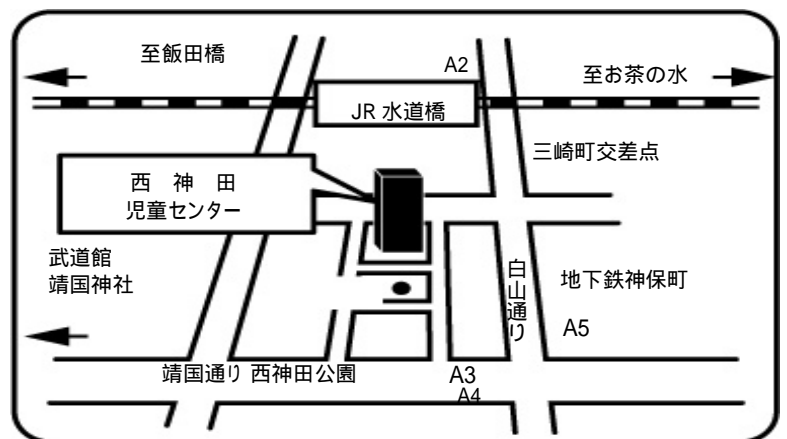 至飯田橋
A2
至お茶の水
JR 水道橋
三崎町交差点
西 神 田
児童センター
武道館
靖国神社
白山通り
地下鉄神保町
A5
靖国通り 西神田公園
A3
A4